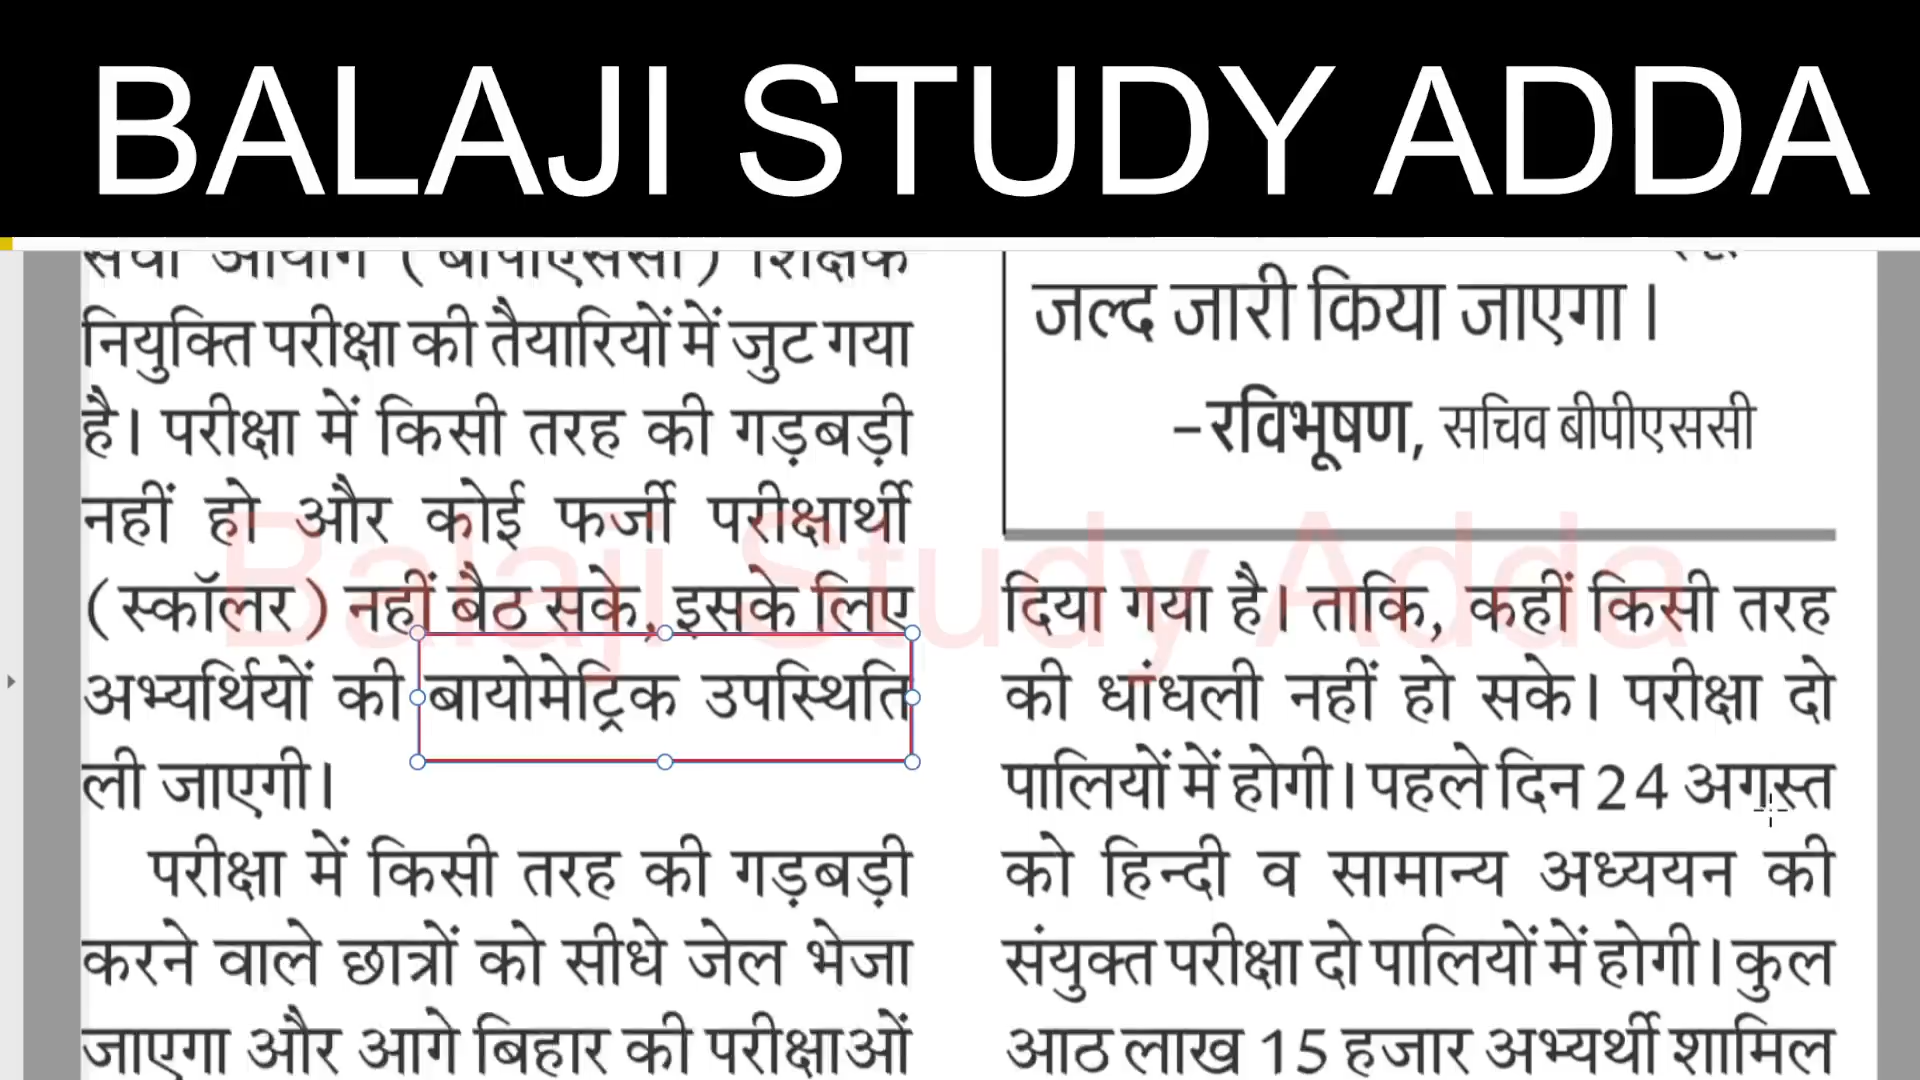 BALAJI STUDY ADDA
सेवा आयोग (बीपीएससी) शिक्षक
नियुक्ति परीक्षा की तैयारियों में जुट गया
है। परीक्षा में किसी तरह की गड़बड़ी
नहीं हो और कोई फर्जी परीक्षार्थी
(स्कॉलर) नहीं बैठ सके, इसके लिए
अभ्यर्थियों की बायोमेट्रिक उपस्थिति
ली जाएगी।
परीक्षा में किसी तरह की गड़बड़ी
करने वाले छात्रों को सीधे जेल भेजा
जाएगा और आगे बिहार की परीक्षाओं
जल्द जारी किया जाएगा।
–रविभूषण, सचिव बीपीएससी
दिया गया है। ताकि, कहीं किसी तरह
की धांधली नहीं हो सके। परीक्षा दो
पालियों में होगी। पहले दिन 24 अगस्त
को हिन्दी व सामान्य अध्ययन की
संयुक्त परीक्षा दो पालियों में होगी। कुल
आठ लाख 15 हजार अभ्यर्थी शामिल
Balaji Study Adda